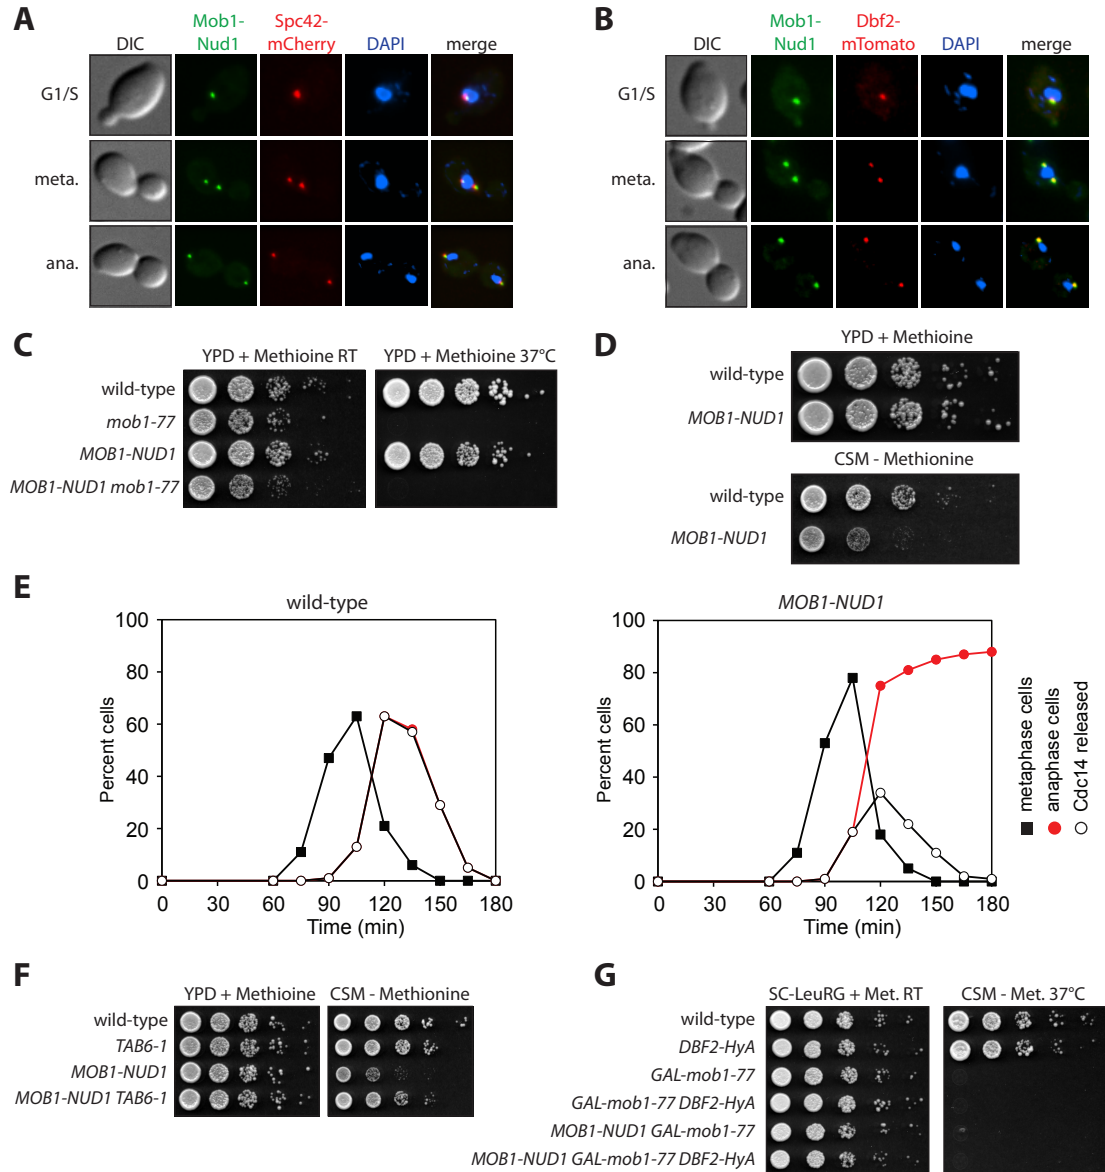 A
Mob1-Nud1
Spc42-mCherry
DIC
DAPI
merge
G1/S
meta.
ana.
B
Mob1-Nud1
Dbf2-mTomato
DIC
DAPI
merge
G1/S
meta.
ana.
C
YPD + Methioine RT
YPD + Methioine 37°C
wild-type
mob1-77
MOB1-NUD1
MOB1-NUD1 mob1-77
D
YPD + Methioine
wild-type
MOB1-NUD1
CSM - Methionine
wild-type
MOB1-NUD1
E
wild-type
Percent cells
100
80
60
40
20
0
0 30 60 90 120 150 180
Time (min)
MOB1-NUD1
Percent cells
100
80
60
40
20
0
0 30 60 90 120 150 180
Time (min)
metaphase cells
anaphase cells
Cdc14 released
F
YPD + Methioine
CSM - Methionine
wild-type
TAB6-1
MOB1-NUD1
MOB1-NUD1 TAB6-1
G
SC-LeuRG + Met. RT
CSM - Met. 37°C
wild-type
DBF2-HyA
GAL-mob1-77
GAL-mob1-77 DBF2-HyA
MOB1-NUD1 GAL-mob1-77
MOB1-NUD1 GAL-mob1-77 DBF2-HyA